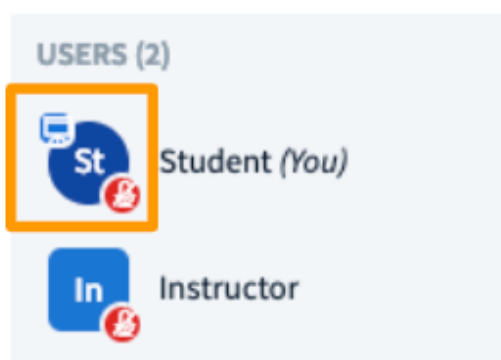 USERS (2)
St Student (You)
In Instructor